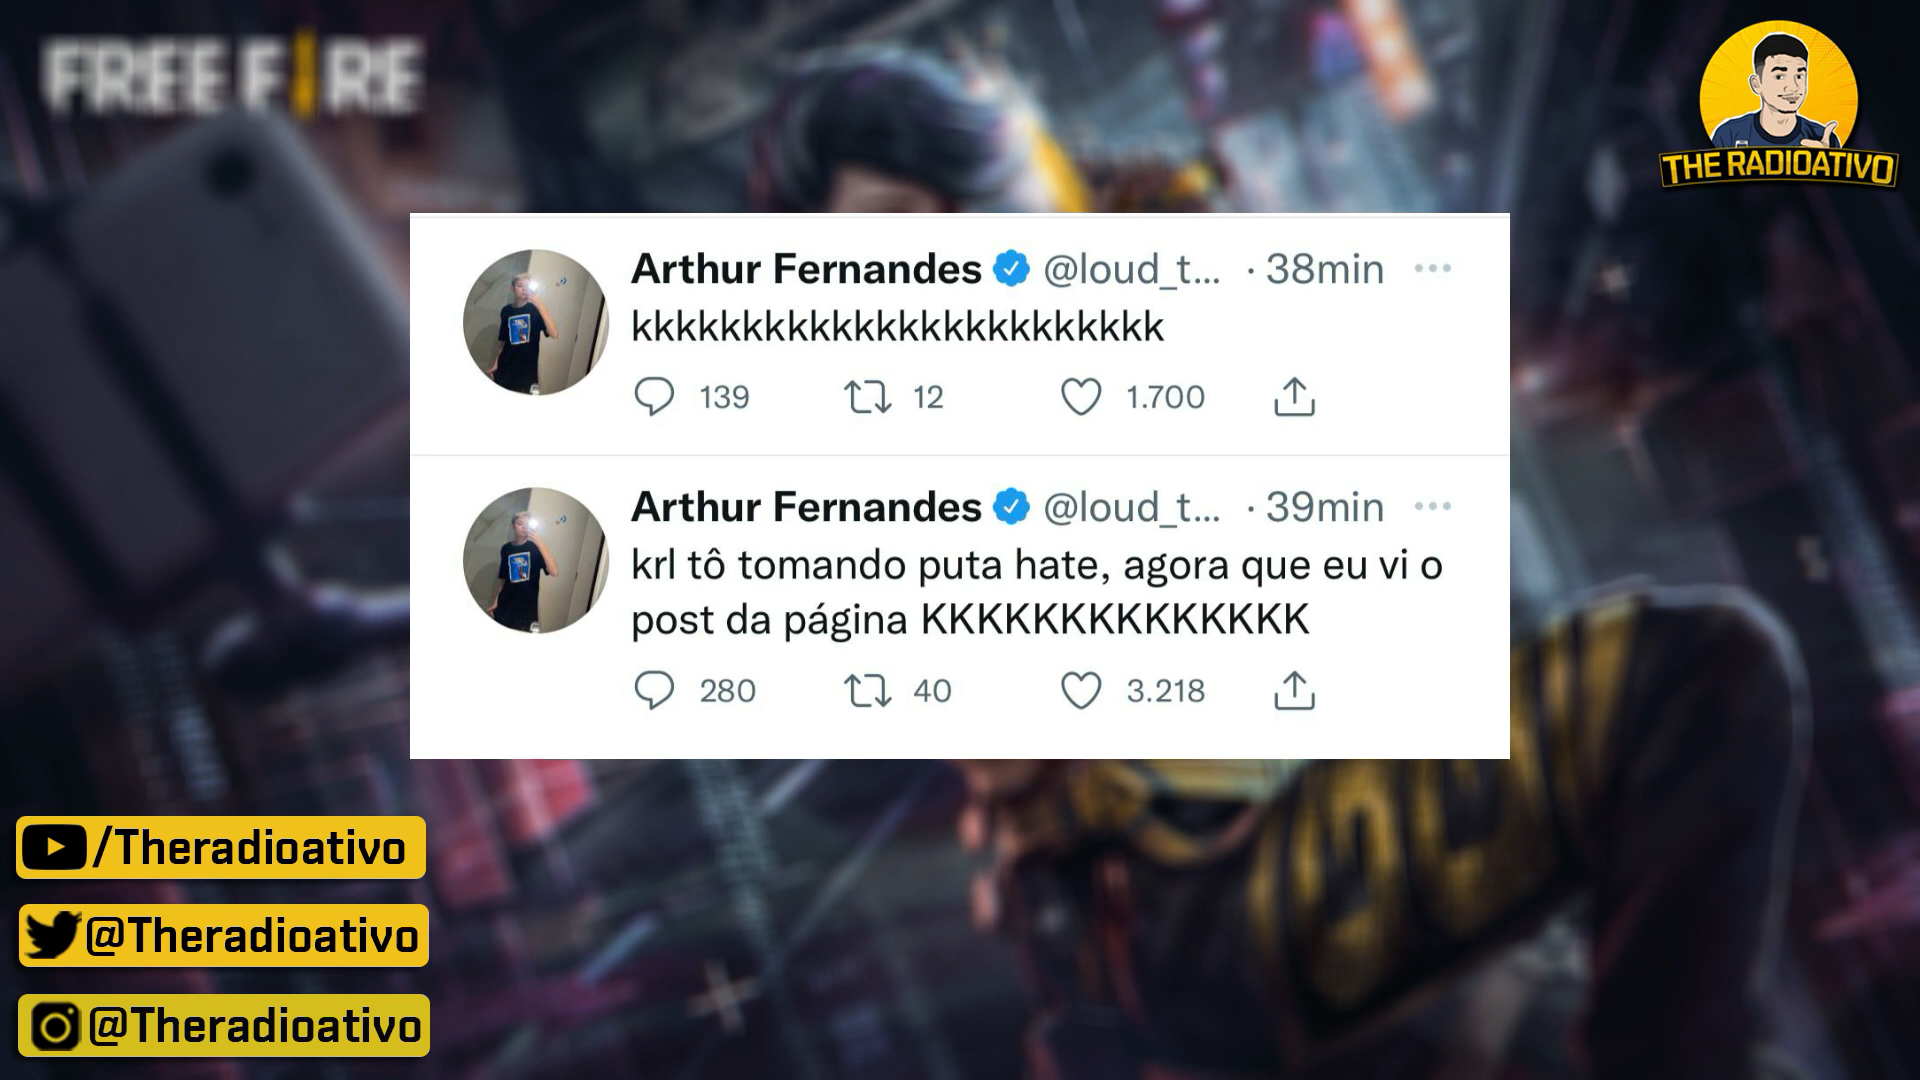 FREE FIRE
THE RADIOATIVO
Arthur Fernandes @loud_t... · 38min
kkkkkkkkkkkkkkkkkkkkkkkk
139 12 1.700
Arthur Fernandes @loud_t... · 39min
krl tô tomando puta hate, agora que eu vi o
post da página KKKKKKKKKKKKKK
280 40 3.218
/Theradioativo
@Theradioativo
@Theradioativo